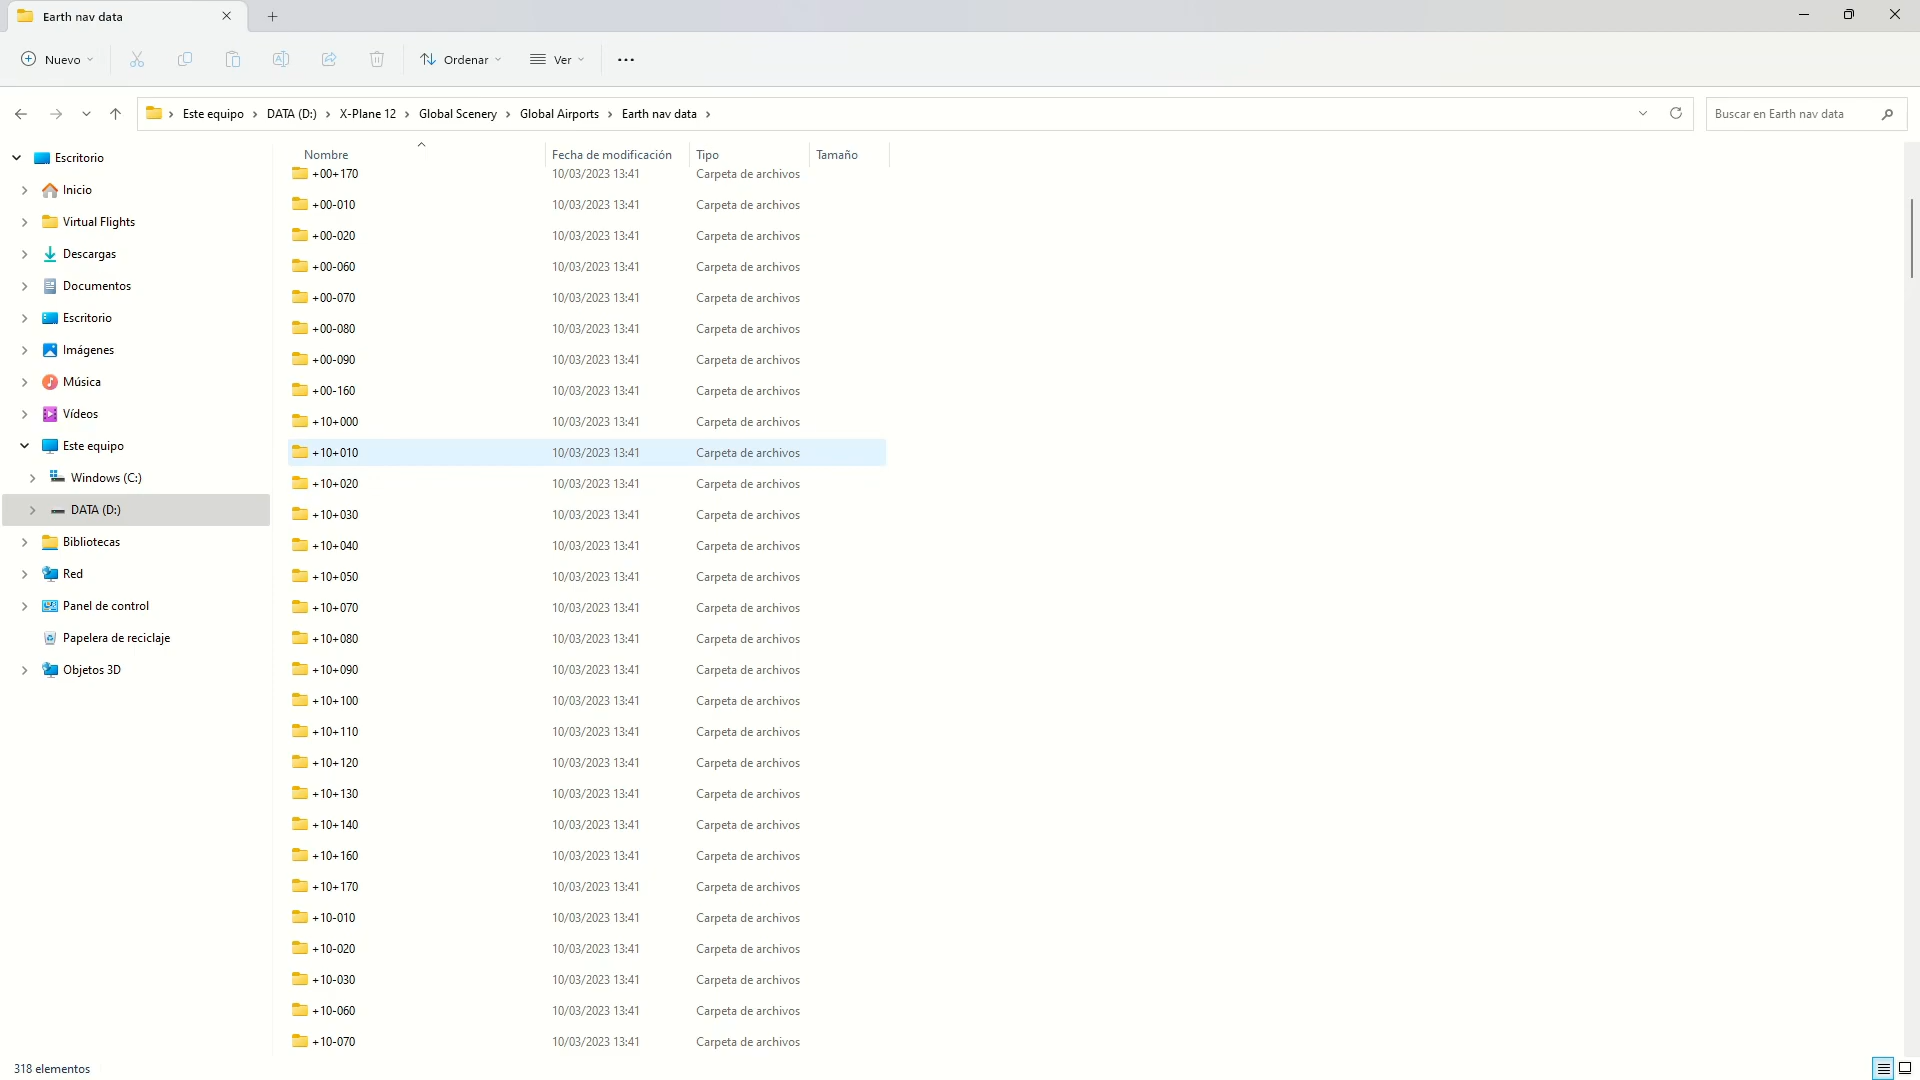 Earth nav data
Nuevo
Ordenar
Ver
Este equipo
DATA (D:)
X-Plane 12
Global Scenery
Global Airports
Earth nav data
Buscar en Earth nav data
Escritorio
Inicio
Virtual Flights
Descargas
Documentos
Escritorio
Imágenes
Música
Vídeos
Este equipo
Windows (C:)
DATA (D:)
Bibliotecas
Red
Panel de control
Papelera de reciclaje
Objetos 3D
Nombre Fecha de modificación Tipo Tamaño
+00+170 10/03/2023 13:41 Carpeta de archivos
+00-010 10/03/2023 13:41 Carpeta de archivos
+00-020 10/03/2023 13:41 Carpeta de archivos
+00-060 10/03/2023 13:41 Carpeta de archivos
+00-070 10/03/2023 13:41 Carpeta de archivos
+00-080 10/03/2023 13:41 Carpeta de archivos
+00-090 10/03/2023 13:41 Carpeta de archivos
+00-160 10/03/2023 13:41 Carpeta de archivos
+10+000 10/03/2023 13:41 Carpeta de archivos
+10+010 10/03/2023 13:41 Carpeta de archivos
+10+020 10/03/2023 13:41 Carpeta de archivos
+10+030 10/03/2023 13:41 Carpeta de archivos
+10+040 10/03/2023 13:41 Carpeta de archivos
+10+050 10/03/2023 13:41 Carpeta de archivos
+10+070 10/03/2023 13:41 Carpeta de archivos
+10+080 10/03/2023 13:41 Carpeta de archivos
+10+090 10/03/2023 13:41 Carpeta de archivos
+10+100 10/03/2023 13:41 Carpeta de archivos
+10+110 10/03/2023 13:41 Carpeta de archivos
+10+120 10/03/2023 13:41 Carpeta de archivos
+10+130 10/03/2023 13:41 Carpeta de archivos
+10+140 10/03/2023 13:41 Carpeta de archivos
+10+160 10/03/2023 13:41 Carpeta de archivos
+10+170 10/03/2023 13:41 Carpeta de archivos
+10-010 10/03/2023 13:41 Carpeta de archivos
+10-020 10/03/2023 13:41 Carpeta de archivos
+10-030 10/03/2023 13:41 Carpeta de archivos
+10-060 10/03/2023 13:41 Carpeta de archivos
+10-070 10/03/2023 13:41 Carpeta de archivos
318 elementos